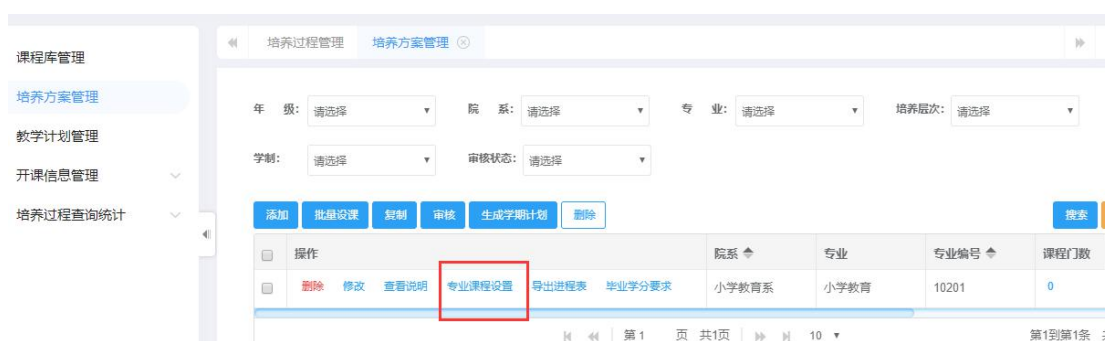 培养过程管理 培养方案管理
课程库管理
培养方案管理
教学计划管理
开课信息管理
培养过程查询统计
年 级： 请选择 院 系： 请选择 专 业： 请选择 培养层次： 请选择
学制： 请选择 审核状态： 请选择
添加 批量设课 复制 审核 生成学期计划 删除 搜索
操作 院系 专业 专业编号 课程门数
删除 修改 查看说明 专业课程设置 导出进程表 毕业学分要求 小学教育系 小学教育 10201 0
第 1 页 共1页 10 第1到第1条